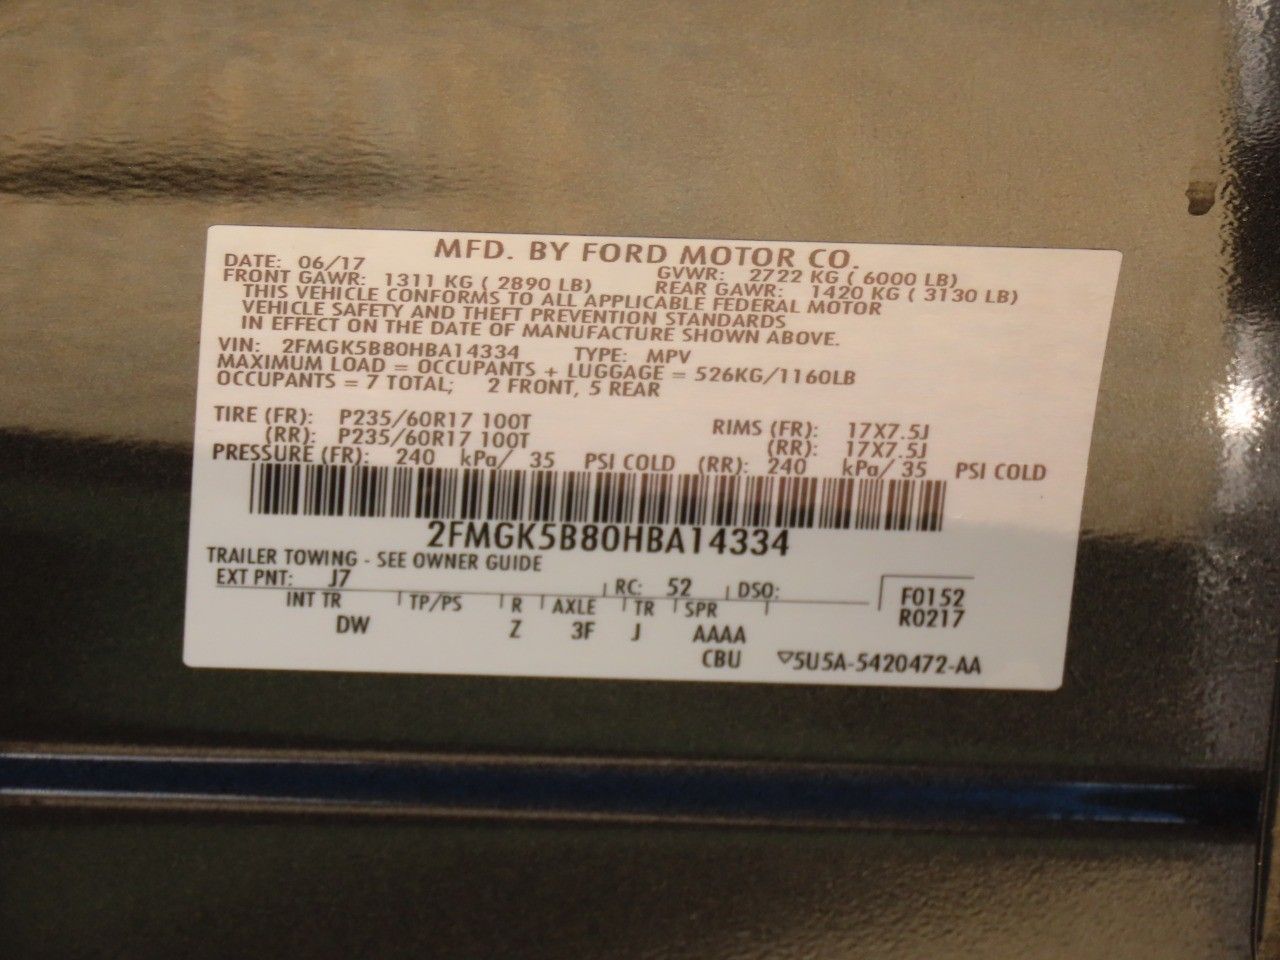 MFD. BY FORD MOTOR CO.
DATE: 06/17 GVWR: 2722 KG ( 6000 LB)
FRONT GAWR: 1311 KG ( 2890 LB) REAR GAWR: 1420 KG ( 3130 LB)
THIS VEHICLE CONFORMS TO ALL APPLICABLE FEDERAL MOTOR
VEHICLE SAFETY AND THEFT PREVENTION STANDARDS
IN EFFECT ON THE DATE OF MANUFACTURE SHOWN ABOVE.
VIN: 2FMGK5B80HBA14334 TYPE: MPV
MAXIMUM LOAD = OCCUPANTS + LUGGAGE = 526KG/1160LB
OCCUPANTS = 7 TOTAL; 2 FRONT, 5 REAR
TIRE (FR): P235/60R17 100T RIMS (FR): 17X7.5J
(RR): P235/60R17 100T (RR): 17X7.5J
PRESSURE (FR): 240 kPa/ 35 PSI COLD (RR): 240 kPa/ 35 PSI COLD
2FMGK5B80HBA14334
TRAILER TOWING - SEE OWNER GUIDE
EXT PNT: J7 RC: 52 DSO: F0152
INT TR TP/PS R AXLE TR SPR R0217
DW Z 3F J AAAA
CBU ▽5U5A-5420472-AA